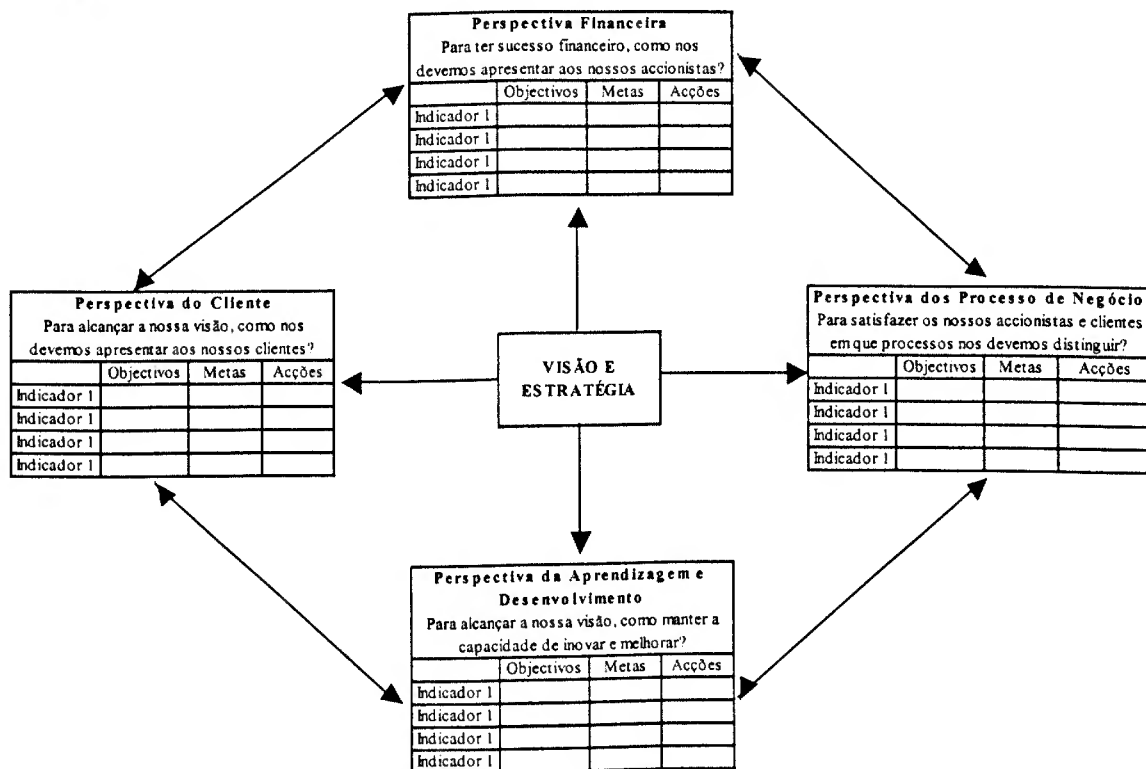 Perspectiva Financeira
Para ter sucesso financeiro, como nos
devemos apresentar aos nossos accionistas?
Objectivos Metas Acções
Indicador 1
Indicador 1
Indicador 1
Indicador 1
Perspectiva do Cliente
Para alcançar a nossa visão, como nos
devemos apresentar aos nossos clientes?
Objectivos Metas Acções
Indicador 1
Indicador 1
Indicador 1
Indicador 1
VISÃO E
ESTRATÉGIA
Perspectiva dos Processo de Negócio
Para satisfazer os nossos accionistas e clientes
em que processos nos devemos distinguir?
Objectivos Metas Acções
Indicador 1
Indicador 1
Indicador 1
Indicador 1
Perspectiva da Aprendizagem e
Desenvolvimento
Para alcançar a nossa visão, como manter a
capacidade de inovar e melhorar?
Objectivos Metas Acções
Indicador 1
Indicador 1
Indicador 1
Indicador 1